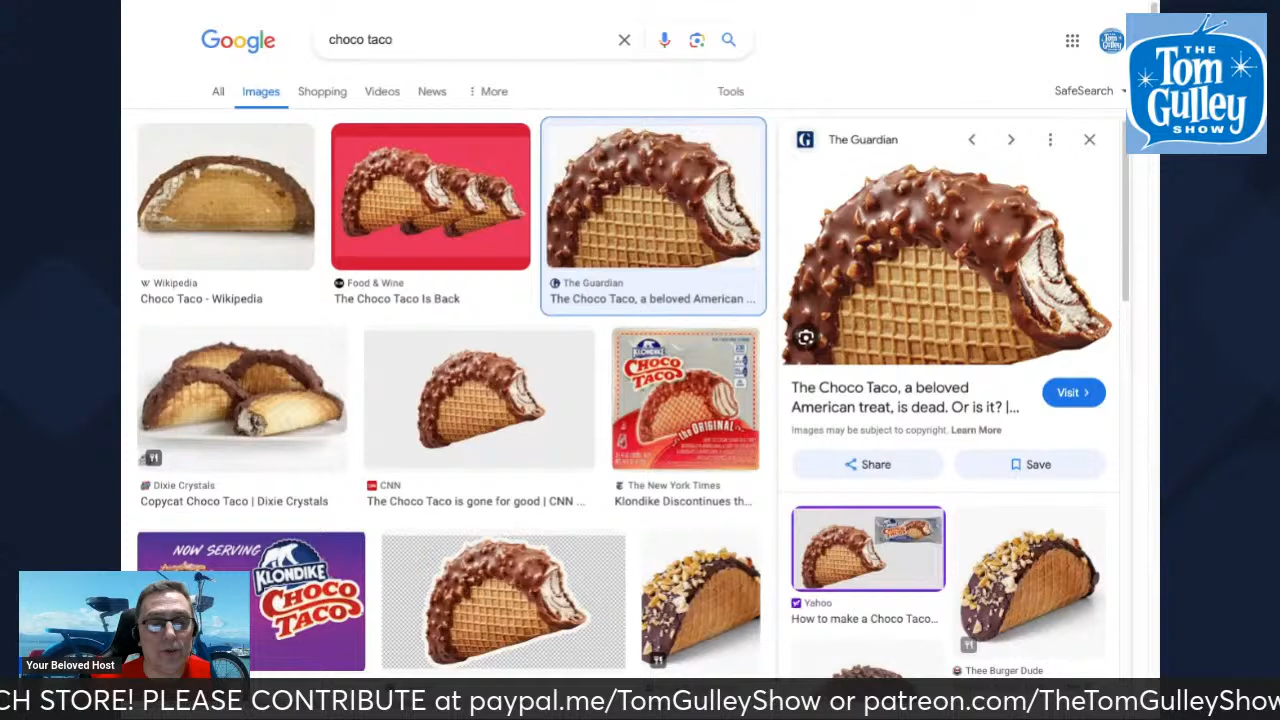 Google
choco taco
THE
Tom
Gulley
SHOW
All
Images
Shopping
Videos
News
More
Tools
SafeSearch
G
The Guardian
W Wikipedia
Choco Taco - Wikipedia
Food & Wine
The Choco Taco Is Back
The Guardian
The Choco Taco, a beloved American ...
The Choco Taco, a beloved
American treat, is dead. Or is it? |...
Visit
Images may be subject to copyright. Learn More
Share
Save
KLONDIKE
CHOCO
TACO
the ORIGINAL
Dixie Crystals
Copycat Choco Taco | Dixie Crystals
CNN
The Choco Taco is gone for good | CNN ...
The New York Times
Klondike Discontinues th...
NOW SERVING
KLONDIKE
CHOCO
TACO
Yahoo
How to make a Choco Taco...
Thee Burger Dude
Your Beloved Host
CH STORE! PLEASE CONTRIBUTE at paypal.me/TomGulleyShow or patreon.com/TheTomGulleyShow